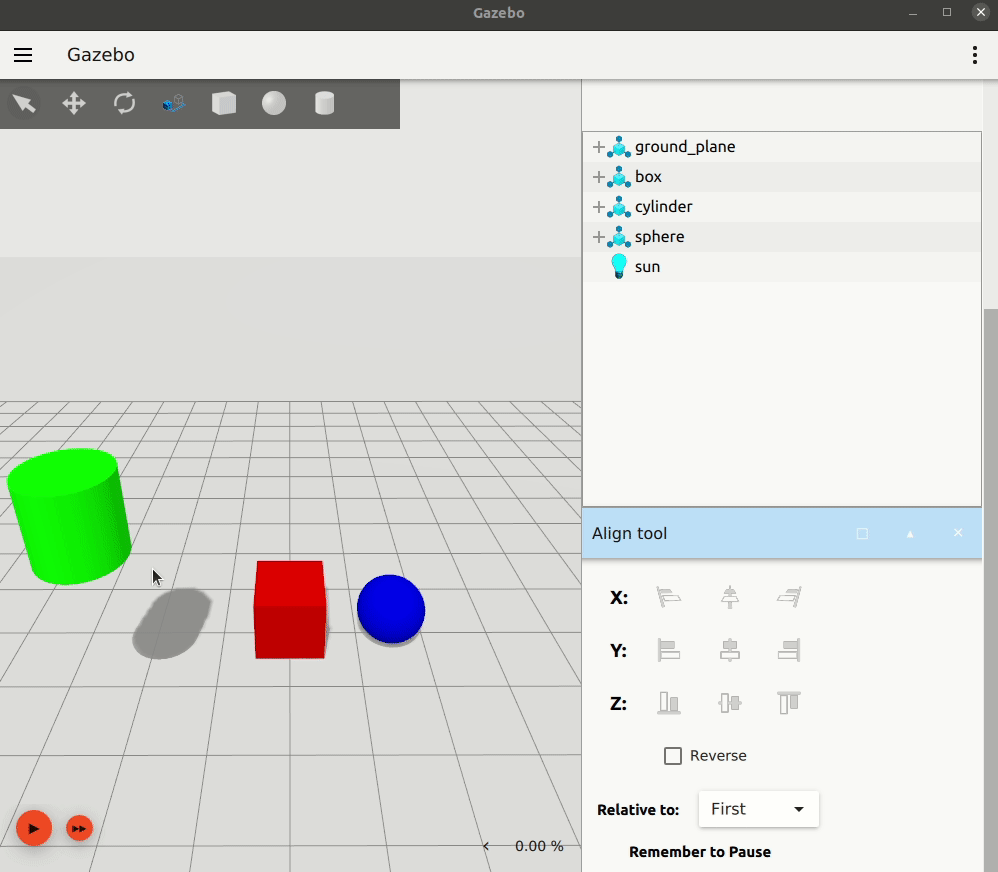 Gazebo
Gazebo
ground_plane
box
cylinder
sphere
sun
Align tool
X:
Y:
Z:
Reverse
Relative to: First
Remember to Pause
0.00 %